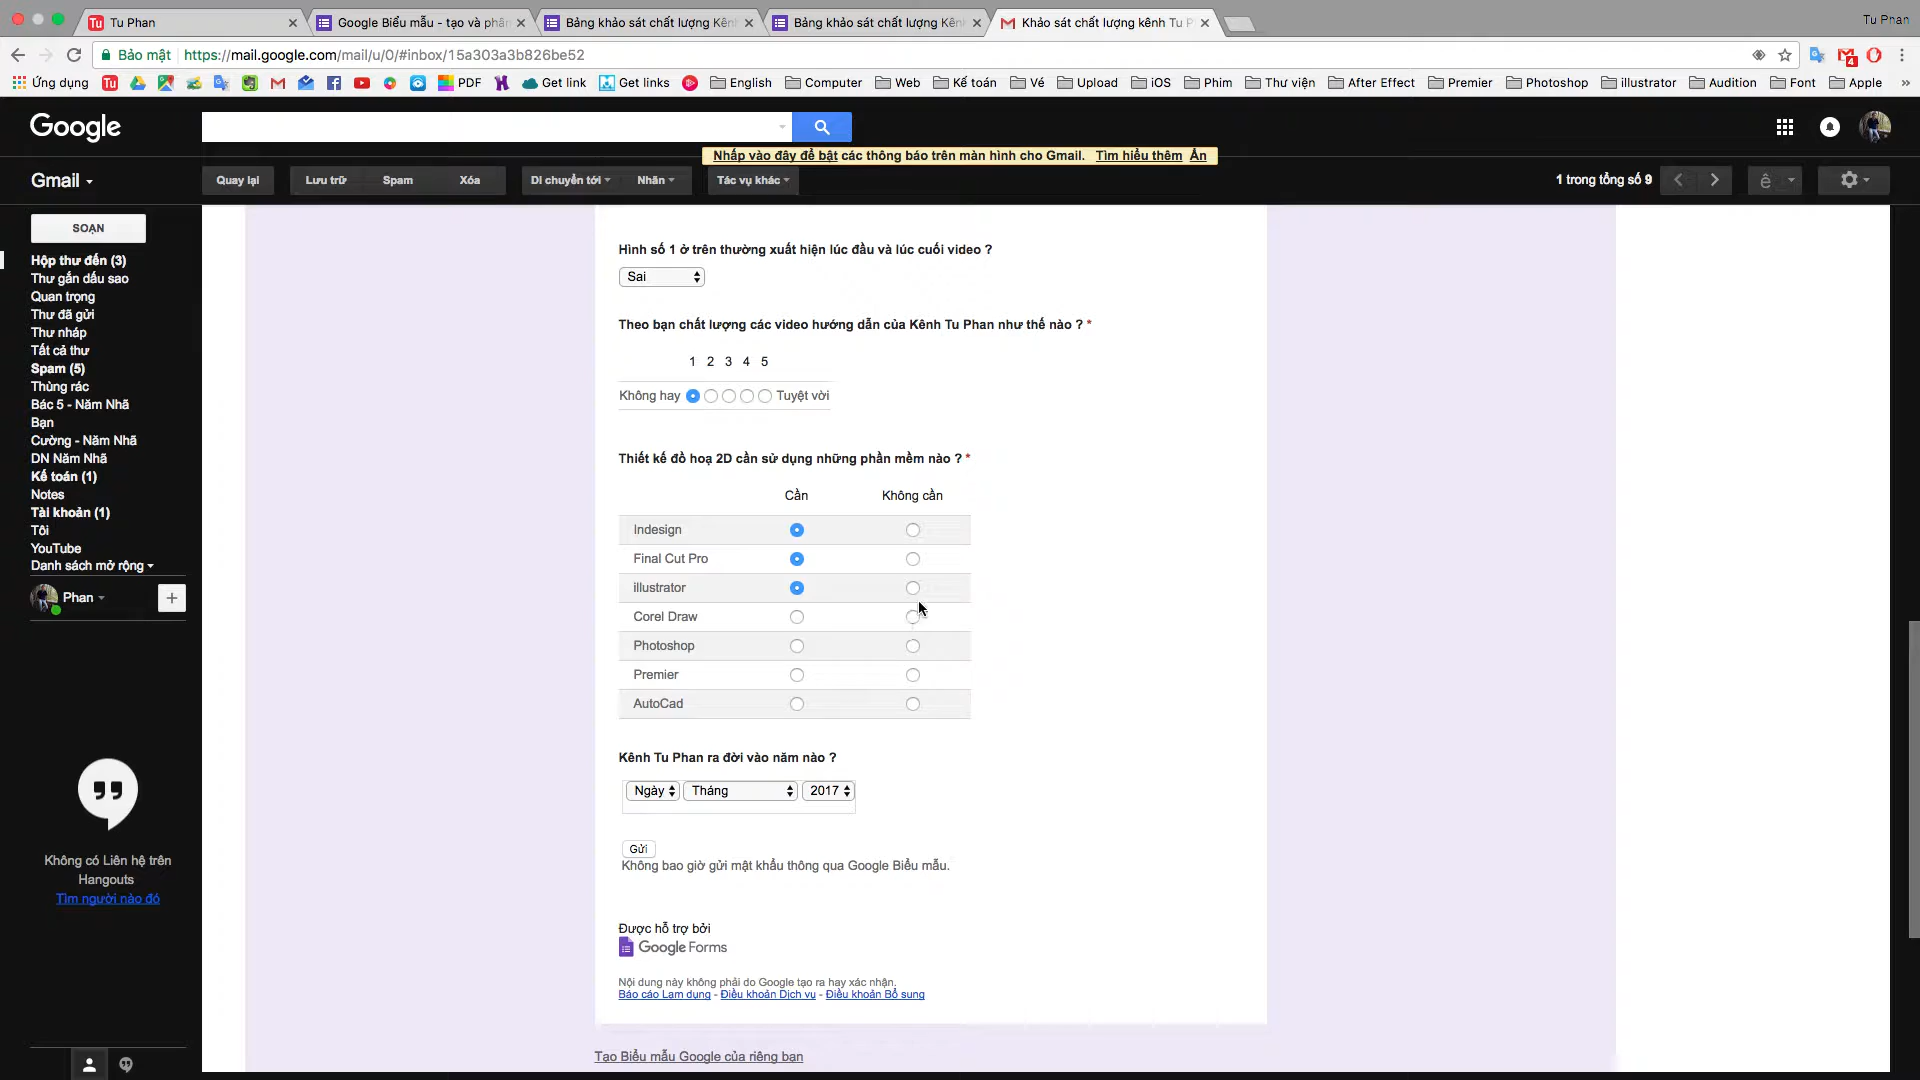 Tu Phan
Google Biểu mẫu - tạo và phân
Bảng khảo sát chất lượng Kênh
Bảng khảo sát chất lượng Kênh
Khảo sát chất lượng kênh Tu P
Tu Phan
Bảo mật
https://mail.google.com/mail/u/0/#inbox/15a303a3b826be52
Ứng dụng
PDF
Get link
Get links
English
Computer
Web
Kế toán
Vé
Upload
iOS
Phim
Thư viện
After Effect
Premier
Photoshop
illustrator
Audition
Font
Apple
Google
Nhấp vào đây để bật các thông báo trên màn hình cho Gmail. Tìm hiểu thêm Ẩn
Gmail
Quay lại
Lưu trữ
Spam
Xóa
Di chuyển tới
Nhãn
Tác vụ khác
1 trong tổng số 9
ê
SOẠN
Hộp thư đến (3)
Thư gắn dấu sao
Quan trọng
Thư đã gửi
Thư nháp
Tất cả thư
Spam (5)
Thùng rác
Bác 5 - Năm Nhã
Bạn
Cường - Năm Nhã
DN Năm Nhã
Kế toán (1)
Notes
Tài khoản (1)
Tôi
YouTube
Danh sách mở rộng
Phan
Không có Liên hệ trên
Hangouts
Tìm người nào đó
Hình số 1 ở trên thường xuất hiện lúc đầu và lúc cuối video ?
Sai
Theo bạn chất lượng các video hướng dẫn của Kênh Tu Phan như thế nào ? *
1 2 3 4 5
Không hay Tuyệt vời
Thiết kế đồ hoạ 2D cần sử dụng những phần mềm nào ? *
Cần Không cần
Indesign
Final Cut Pro
illustrator
Corel Draw
Photoshop
Premier
AutoCad
Kênh Tu Phan ra đời vào năm nào ?
Ngày Tháng 2017
Gửi
Không bao giờ gửi mật khẩu thông qua Google Biểu mẫu.
Được hỗ trợ bởi
Google Forms
Nội dung này không phải do Google tạo ra hay xác nhận.
Báo cáo Lạm dụng - Điều khoản Dịch vụ - Điều khoản Bổ sung
Tạo Biểu mẫu Google của riêng bạn